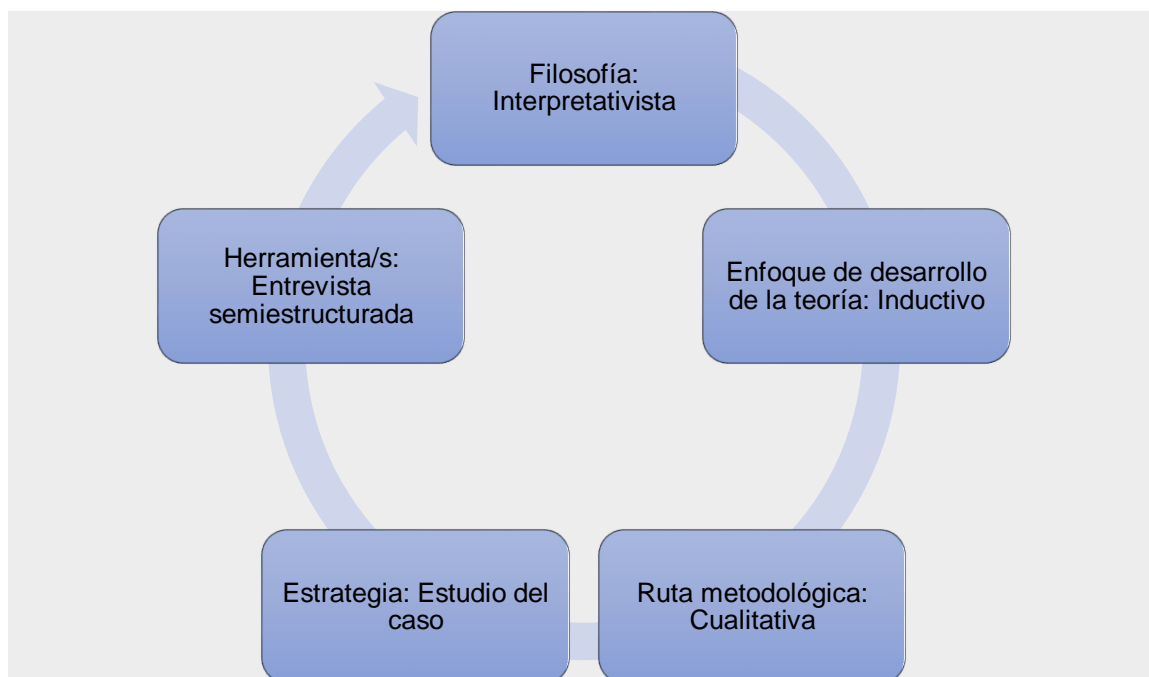 Filosofía:
Interpretativista
Enfoque de desarrollo
de la teoría: Inductivo
Ruta metodológica:
Cualitativa
Estrategia: Estudio del
caso
Herramienta/s:
Entrevista
semiestructurada